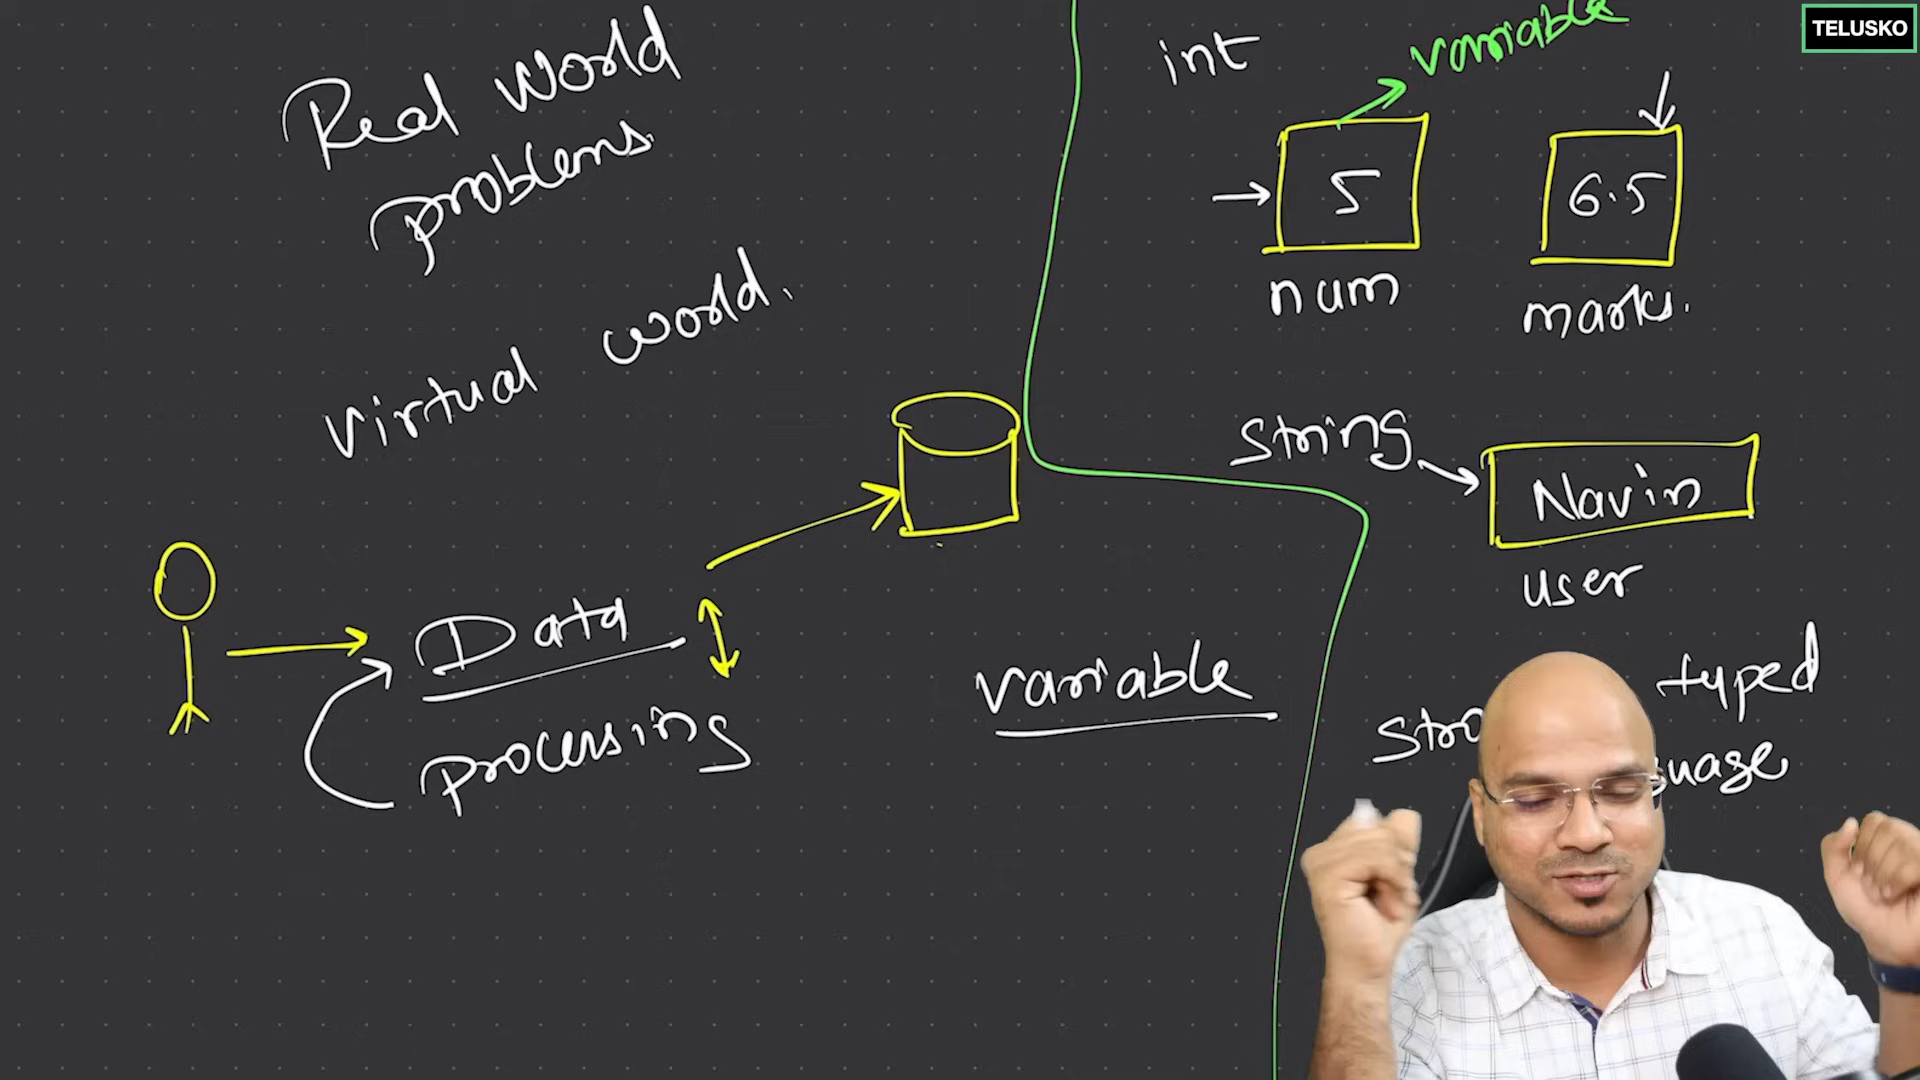 Real World
problems.
Virtual world.
Data
processing
variable
TELUSKO
int
variable
5
6.5
num
marks.
String
Navin
user
typed